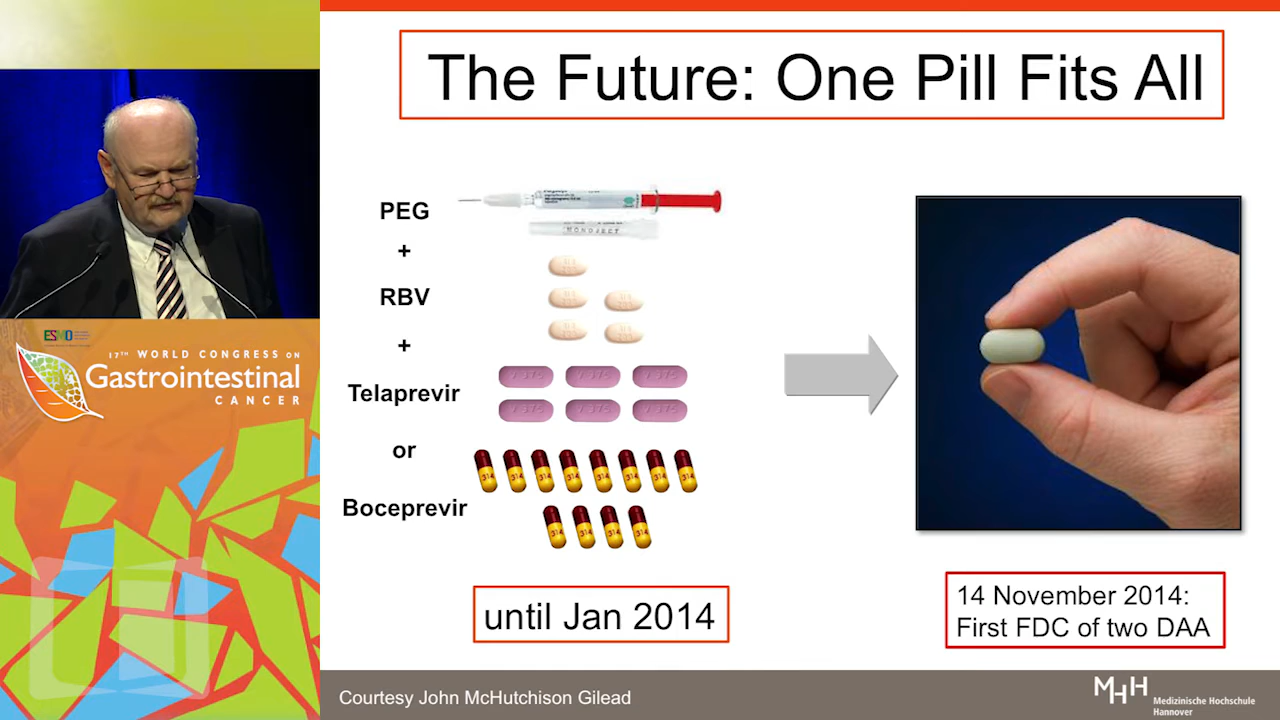 The Future: One Pill Fits All
PEG
+
RBV
+
Telaprevir
or
Boceprevir
MONOJECT
until Jan 2014
14 November 2014:
First FDC of two DAA
Courtesy John McHutchison Gilead
MHH
Medizinische Hochschule
Hannover
ESMO
17TH WORLD CONGRESS ON
Gastrointestinal
CANCER